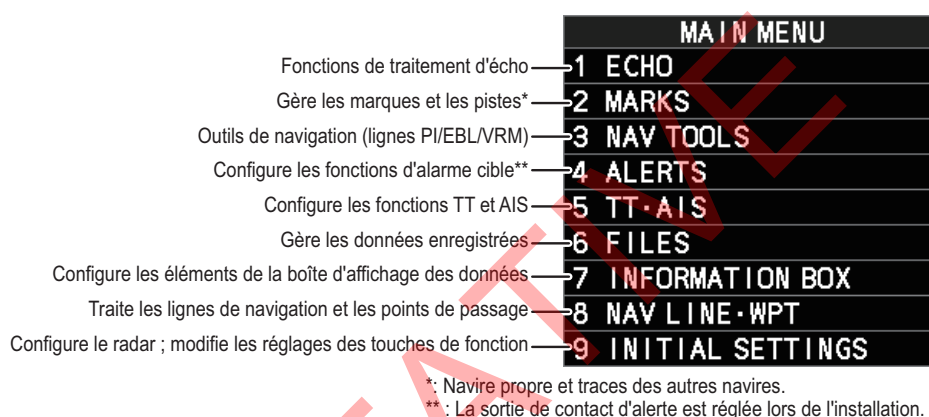 MAIN MENU
Fonctions de traitement d'écho 1 ECHO
Gère les marques et les pistes* 2 MARKS
Outils de navigation (lignes PI/EBL/VRM) 3 NAV TOOLS
Configure les fonctions d'alarme cible** 4 ALERTS
Configure les fonctions TT et AIS 5 TT·AIS
Gère les données enregistrées 6 FILES
Configure les éléments de la boîte d'affichage des données 7 INFORMATION BOX
Traite les lignes de navigation et les points de passage 8 NAV LINE·WPT
Configure le radar ; modifie les réglages des touches de fonction 9 INITIAL SETTINGS
*: Navire propre et traces des autres navires.
** : La sortie de contact d'alerte est réglée lors de l'installation.
ATIVE